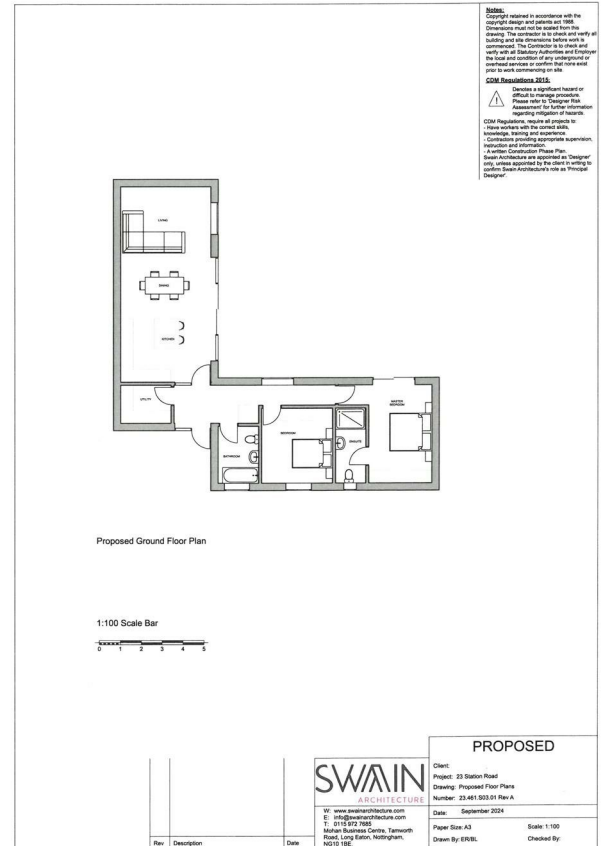 Notes:
Copyright retained in accordance with the
copyright design and patents act 1988.
Dimensions must not be scaled from this
drawing. The contractor is to check and verify all
building and site dimensions before work is
commenced. The Contractor is to check and
verify with all Statutory Authorities and Employer
the local and condition of any underground or
overhead services or confirm that none exist
prior to work commencing on site.
CDM Regulations 2015:
Denotes a significant hazard or
difficult to manage procedure.
Please refer to 'Designer Risk
Assessment' for further information
regarding mitigation of hazards.
!
CDM Regulations, require all projects to:
- Have workers with the correct skills,
knowledge, training and experience.
- Contractors providing appropriate supervision,
instruction and information.
- A written Construction Phase Plan.
Swain Architecture are appointed as 'Designer'
only, unless appointed by the client in writing to
confirm Swain Architecture's role as 'Principal
Designer'.
LIVING
DINING
KITCHEN
UTILITY
BATHROOM
BEDROOM
ENSUITE
MASTER
BEDROOM
Proposed Ground Floor Plan
1:100 Scale Bar
0 1 2 3 4 5
Rev Description Date
SWAIN
ARCHITECTURE
W: www.swainarchitecture.com
E: info@swainarchitecture.com
T: 0115 972 7685
Mohan Business Centre, Tamworth
Road, Long Eaton, Nottingham,
NG10 1BE.
PROPOSED
Client:
Project: 23 Station Road
Drawing: Proposed Floor Plans
Number: 23.461.S03.01 Rev A
Date: September 2024
Paper Size: A3 Scale: 1:100
Drawn By: ER/BL Checked By: